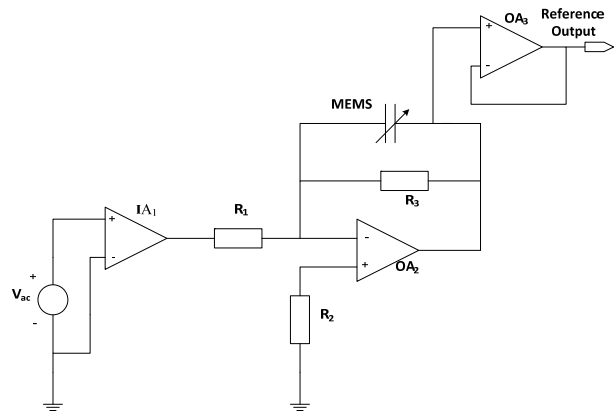 OA3
Reference
Output
+
-
MEMS
R3
IA1
R1
+
-
-
+
OA2
+
Vac
-
R2